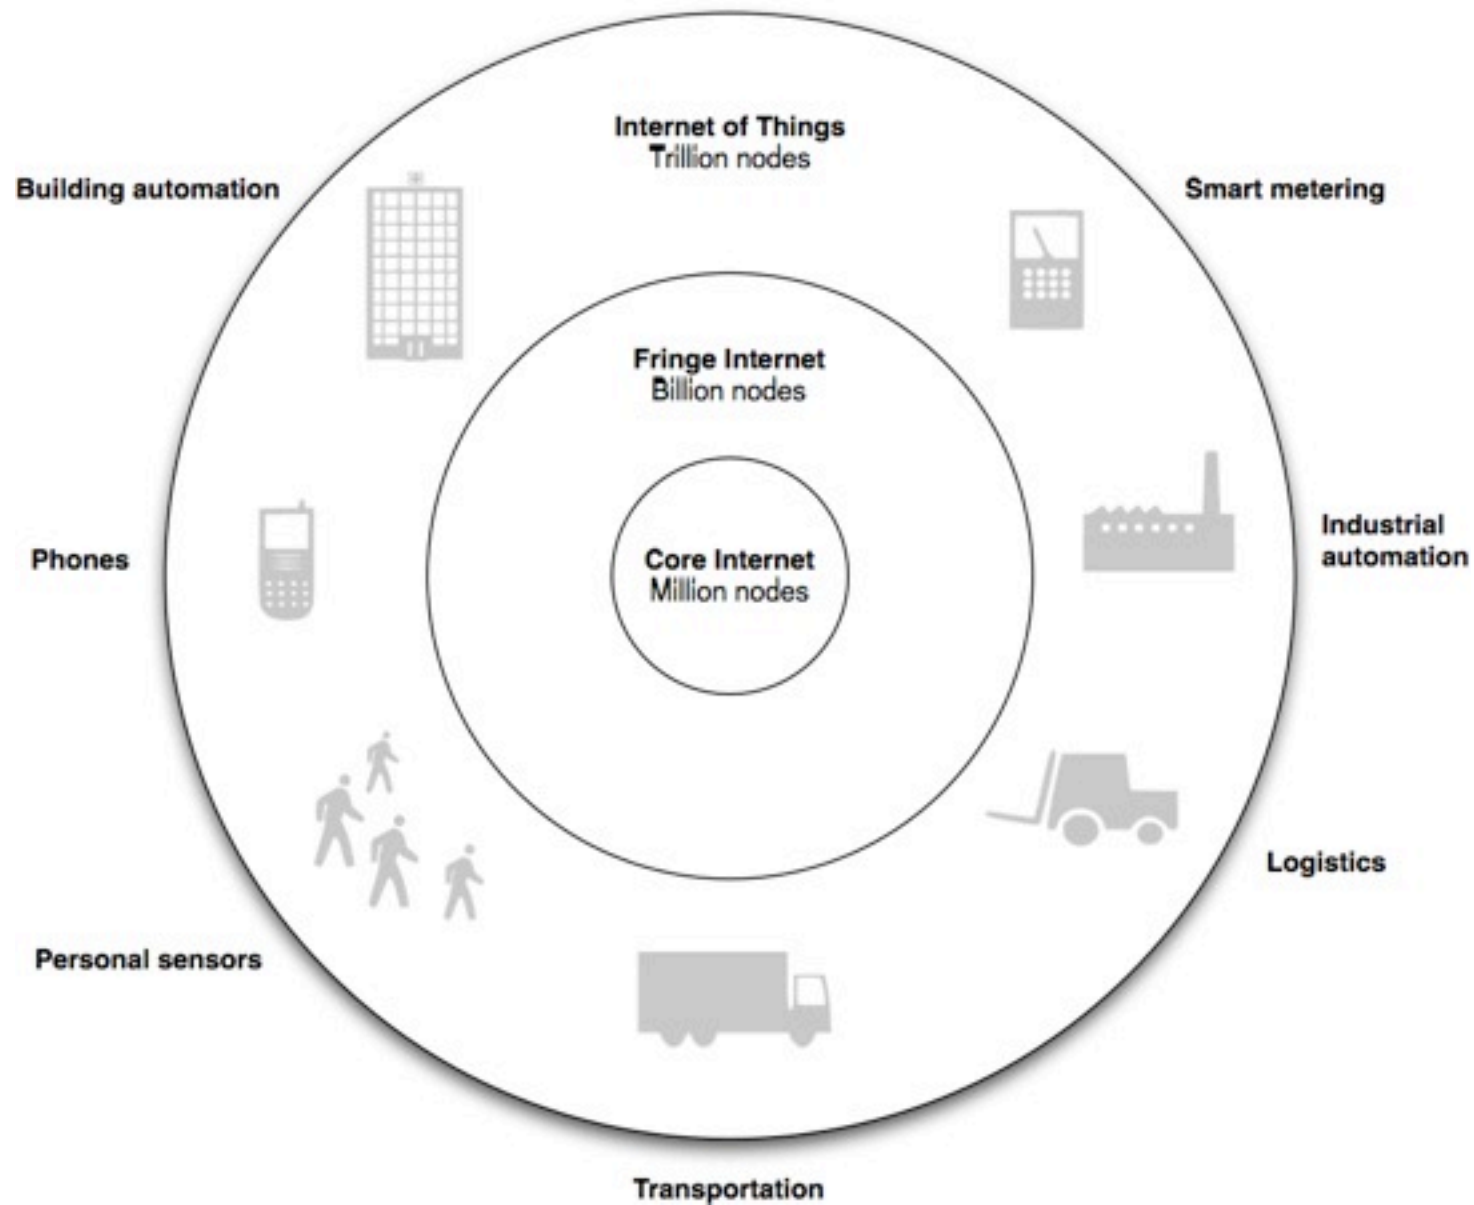 Internet of Things
Trillion nodes
Building automation
Smart metering
Fringe Internet
Billion nodes
Core Internet
Million nodes
Phones
Industrial
automation
Logistics
Personal sensors
Transportation